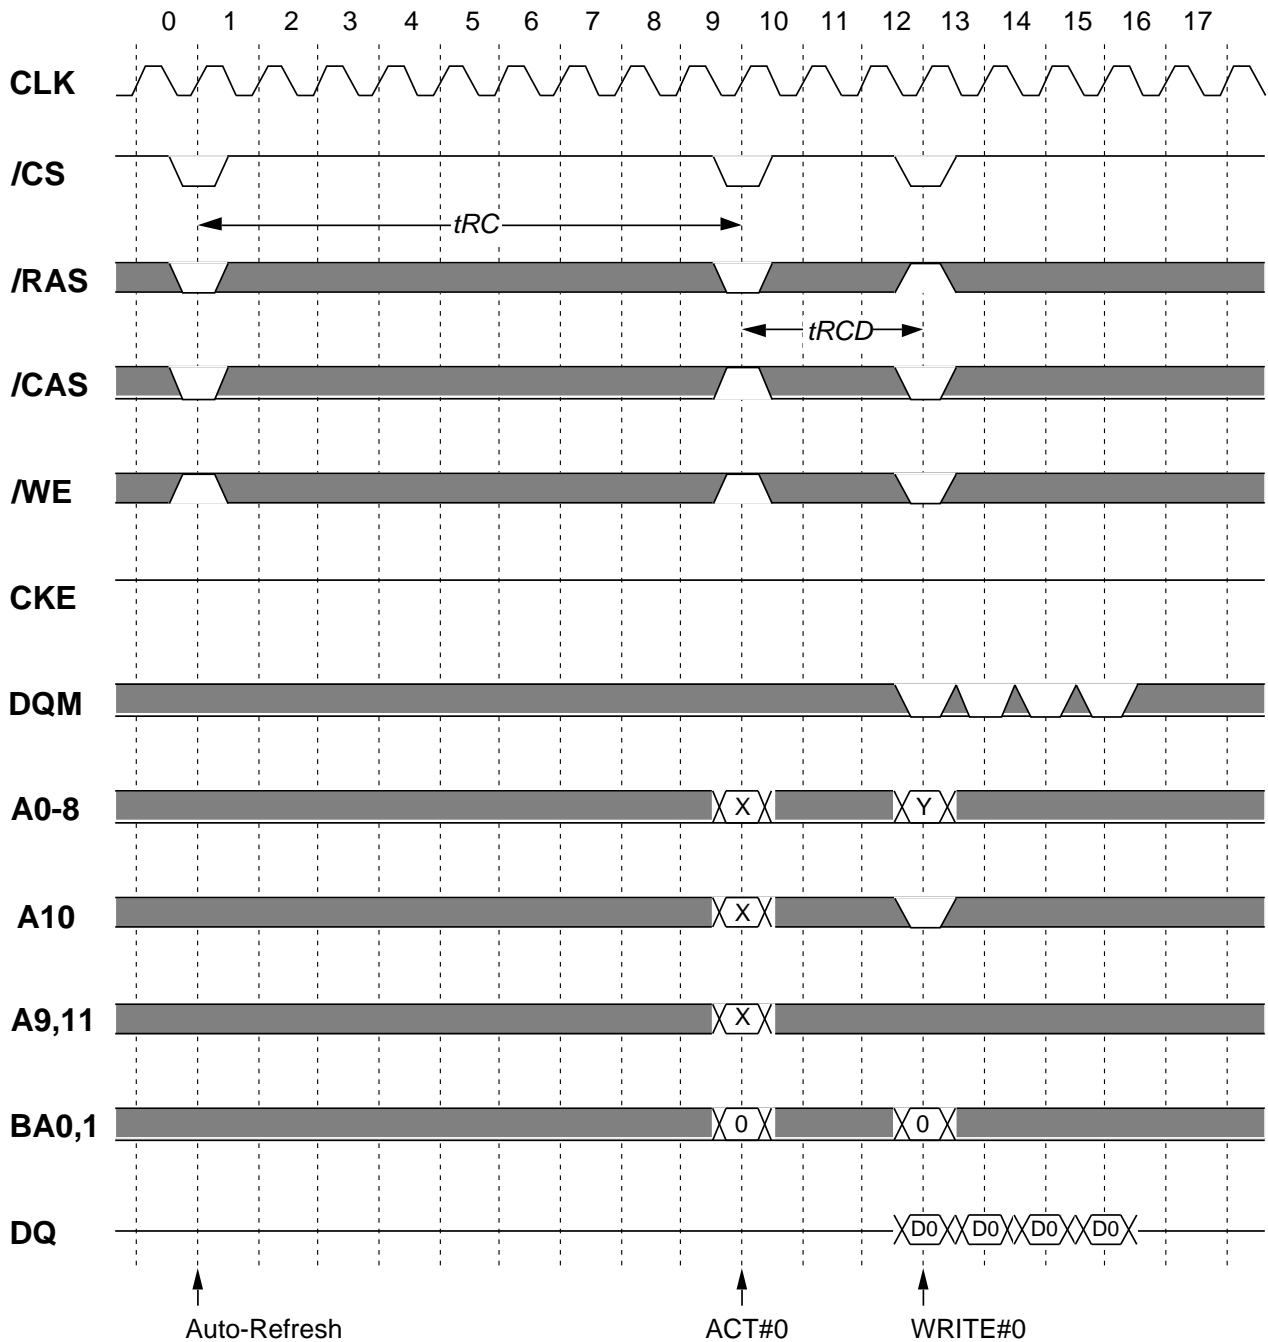 0 1 2 3 4 5 6 7 8 9 10 11 12 13 14 15 16 17
CLK
/CS
tRC
/RAS
tRCD
/CAS
/WE
CKE
DQM
A0-8 X Y
A10 X
A9,11 X
BA0,1 0 0
DQ D0 D0 D0 D0
Auto-Refresh ACT#0 WRITE#0